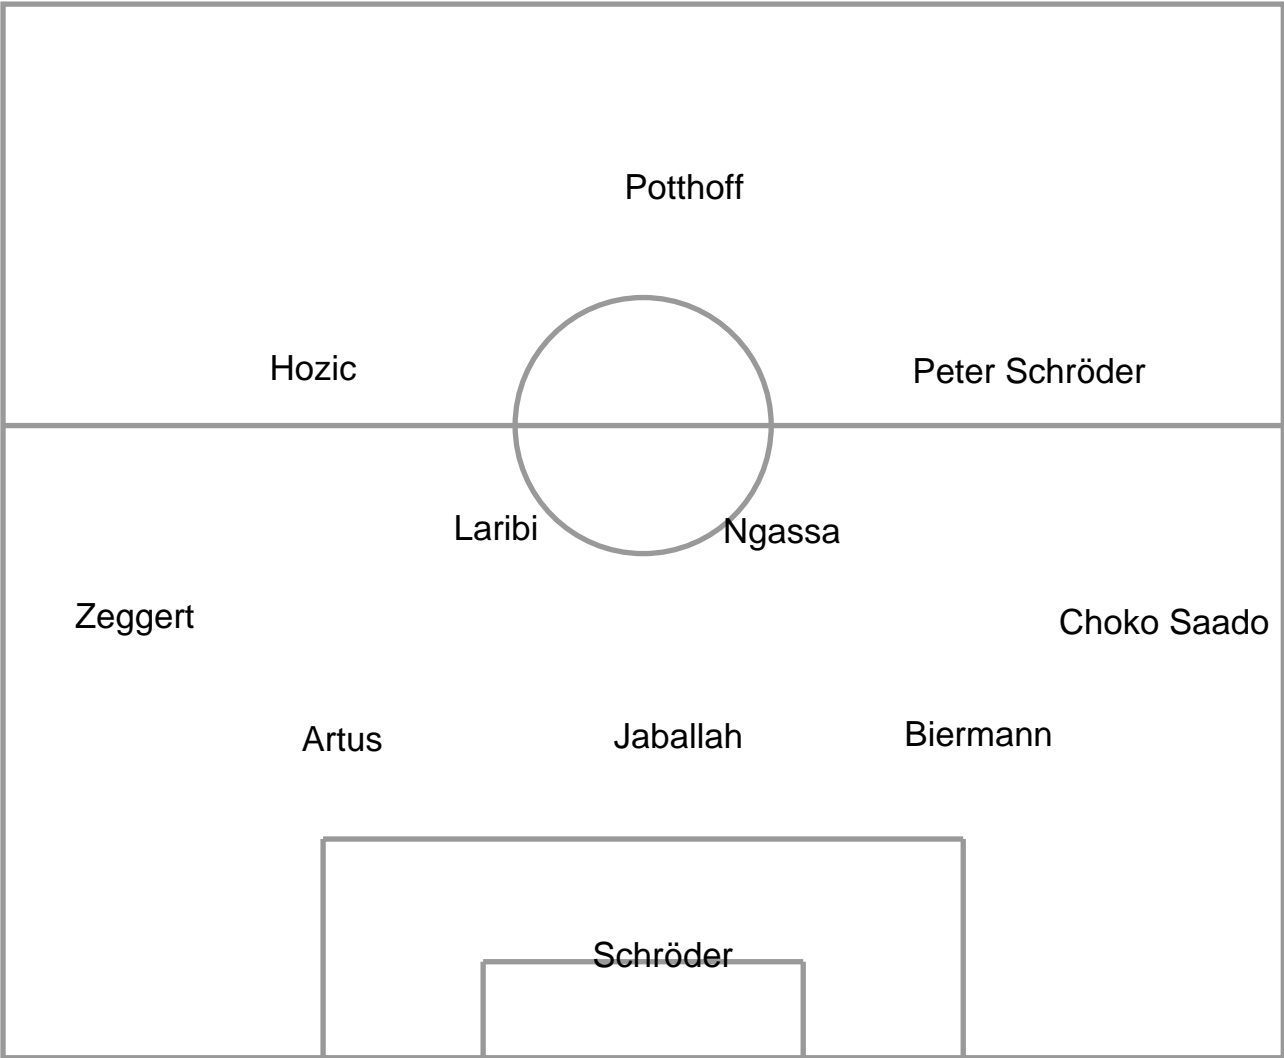 Potthoff
Hozic
Peter Schröder
Laribi
Ngassa
Zeggert
Choko Saado
Artus
Jaballah
Biermann
Schröder